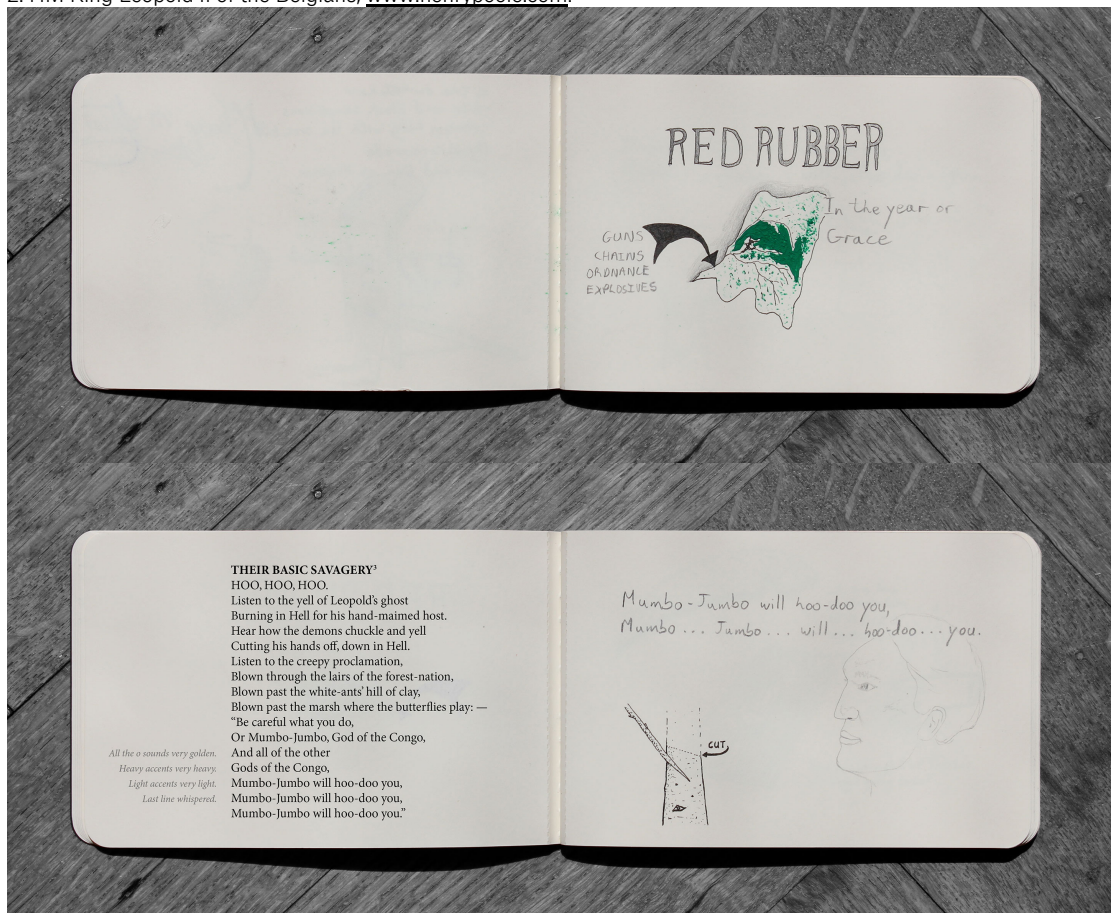 2. HM King Leopold II of the Belgians, www.henrypoole.com.
RED RUBBER
In the year or
Grace
GUNS
CHAINS
ORDNANCE
EXPLOSIVES
THEIR BASIC SAVAGERY³
HOO, HOO, HOO.
Listen to the yell of Leopold's ghost
Burning in Hell for his hand-maimed host.
Hear how the demons chuckle and yell
Cutting his hands off, down in Hell.
Listen to the creepy proclamation,
Blown through the lairs of the forest-nation,
Blown past the white-ants' hill of clay,
Blown past the marsh where the butterflies play: —
“Be careful what you do,
Or Mumbo-Jumbo, God of the Congo,
All the o sounds very golden. And all of the other
Heavy accents very heavy. Gods of the Congo,
Light accents very light. Mumbo-Jumbo will hoo-doo you,
Last line whispered. Mumbo-Jumbo will hoo-doo you,
Mumbo-Jumbo will hoo-doo you.”
Mumbo-Jumbo will hoo-doo you,
Mumbo ... Jumbo ... will ... hoo-doo ... you.
CUT